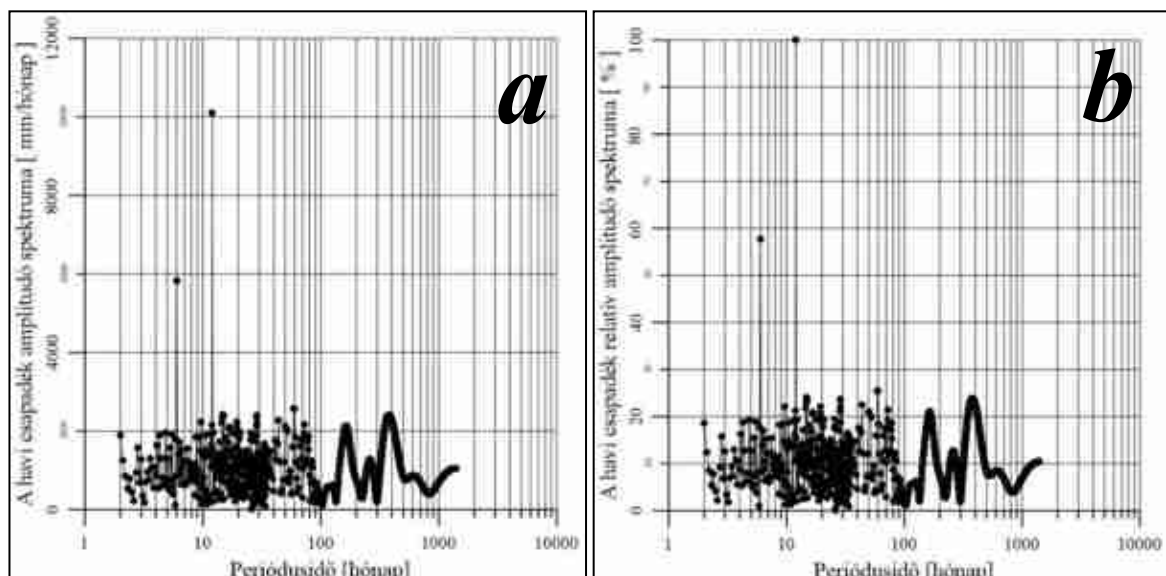 a
A havi csapadék amplitudó spektruma [ mm/hónap ]
12000
8000
4000
0
1 10 100 1000 10000
Periódusidő [hónap]
b
A havi csapadék relatív amplitudó spektruma [ % ]
100
80
60
40
20
0
1 10 100 1000 10000
Periódusidő [hónap]